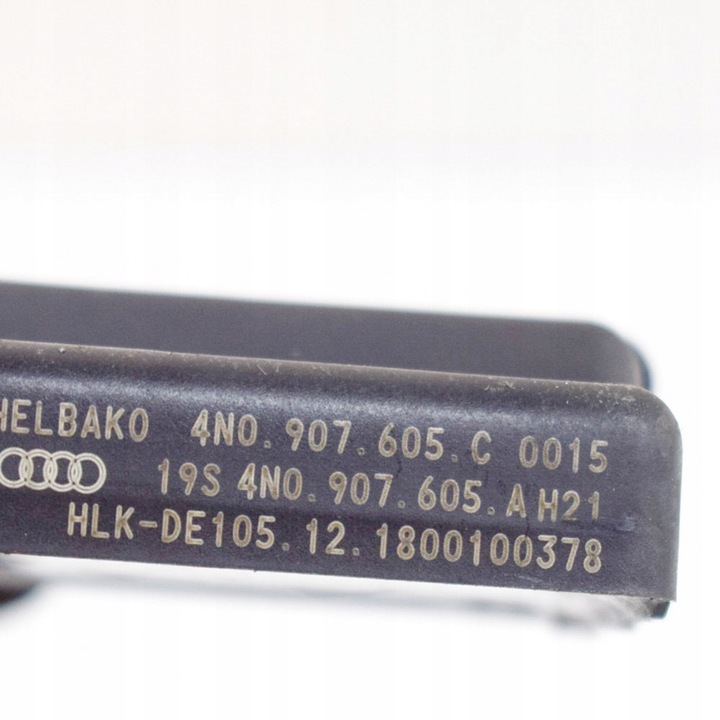 HELBAKO 4N0.907.605.C 0015
19S 4N0.907.605.A H21
HLK-DE105.12.1800100378